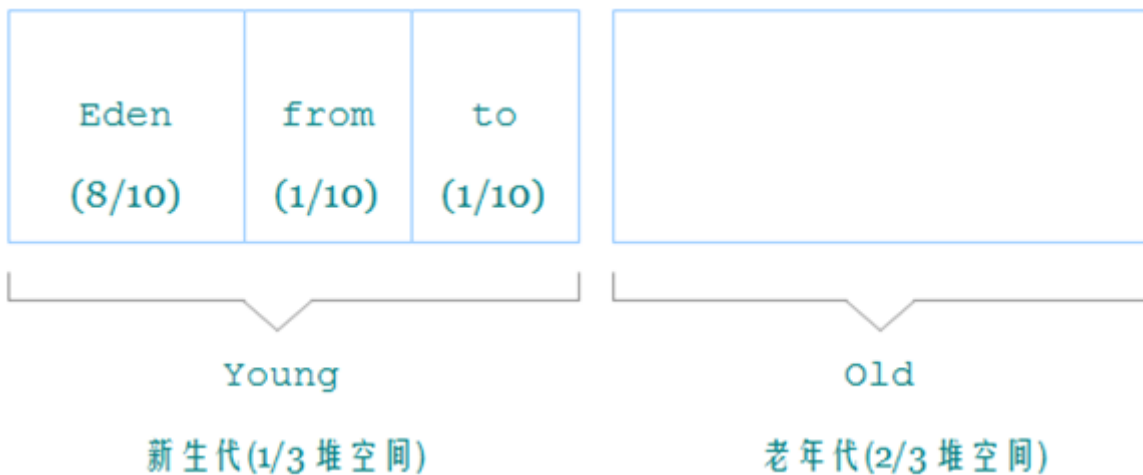 Eden from to
(8/10) (1/10) (1/10)
Young Old
新生代(1/3 堆空间) 老年代(2/3 堆空间)